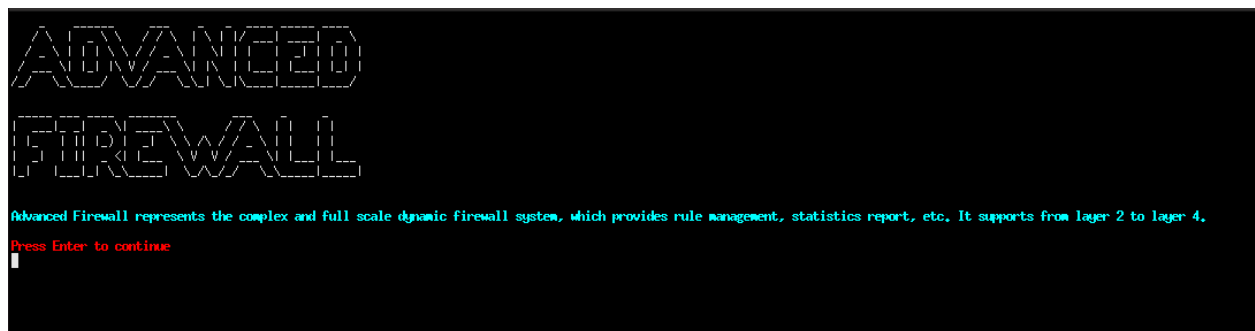 ADVANCED
FIREWALL
Advanced Firewall represents the complex and full scale dynamic firewall system, which provides rule management, statistics report, etc. It supports from layer 2 to layer 4.
Press Enter to continue